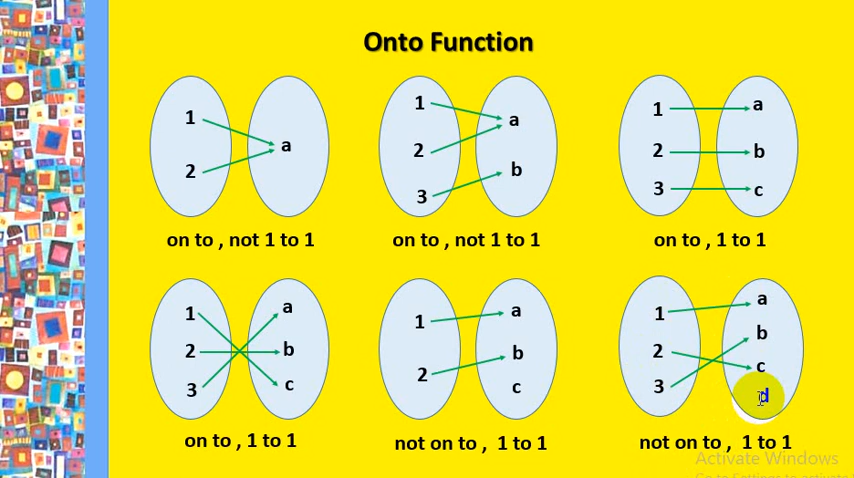 Onto Function
1
2
a
on to , not 1 to 1
1
2
3
a
b
on to , not 1 to 1
1
2
3
a
b
c
on to , 1 to 1
1
2
3
a
b
c
on to , 1 to 1
1
2
a
b
c
not on to , 1 to 1
1
2
3
a
b
c
d
not on to , 1 to 1
Activate Windows